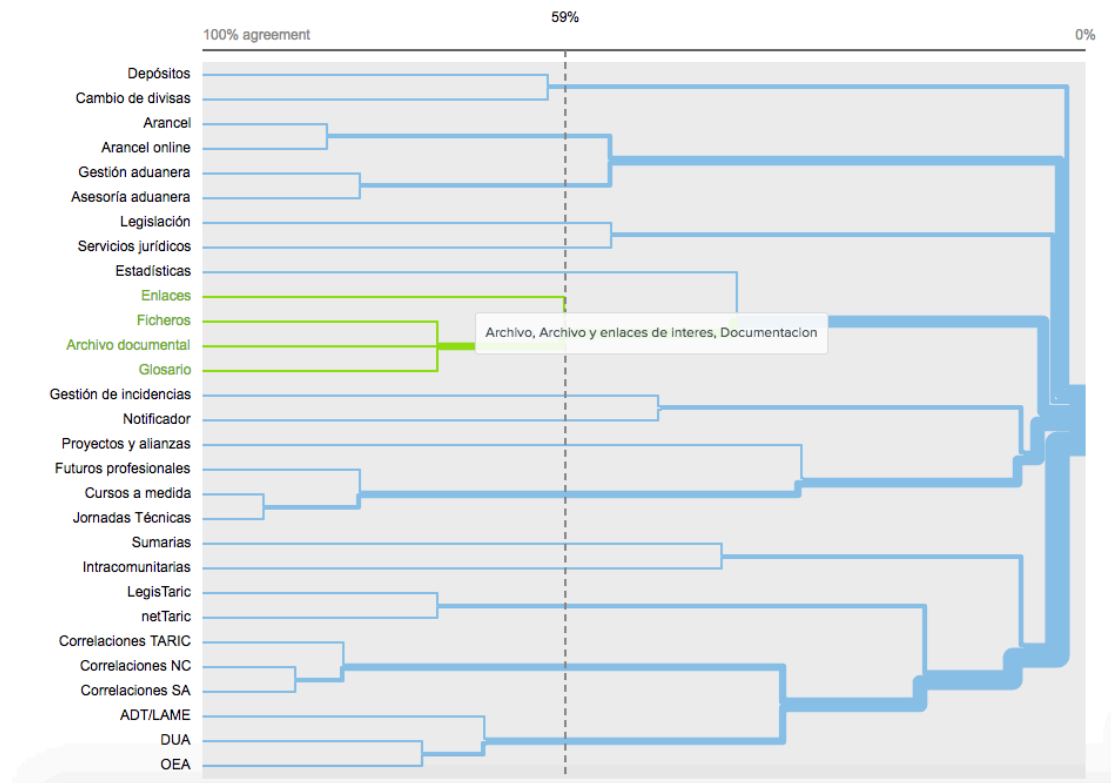 59%
100% agreement
0%
Depósitos
Cambio de divisas
Arancel
Arancel online
Gestión aduanera
Asesoría aduanera
Legislación
Servicios jurídicos
Estadísticas
Enlaces
Ficheros
Archivo, Archivo y enlaces de interes, Documentacion
Archivo documental
Glosario
Gestión de incidencias
Notificador
Proyectos y alianzas
Futuros profesionales
Cursos a medida
Jornadas Técnicas
Sumarias
Intracomunitarias
LegisTaric
netTaric
Correlaciones TARIC
Correlaciones NC
Correlaciones SA
ADT/LAME
DUA
OEA